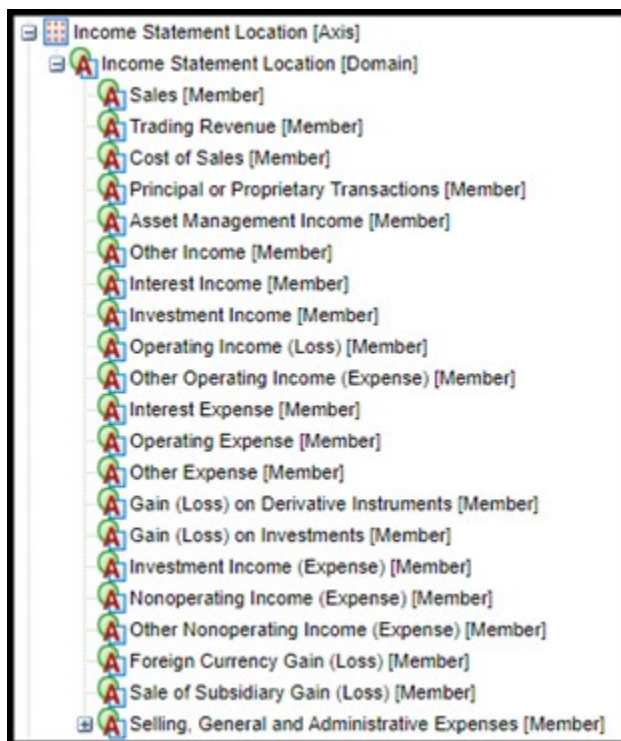 Income Statement Location [Axis]
Income Statement Location [Domain]
Sales [Member]
Trading Revenue [Member]
Cost of Sales [Member]
Principal or Proprietary Transactions [Member]
Asset Management Income [Member]
Other Income [Member]
Interest Income [Member]
Investment Income [Member]
Operating Income (Loss) [Member]
Other Operating Income (Expense) [Member]
Interest Expense [Member]
Operating Expense [Member]
Other Expense [Member]
Gain (Loss) on Derivative Instruments [Member]
Gain (Loss) on Investments [Member]
Investment Income (Expense) [Member]
Nonoperating Income (Expense) [Member]
Other Nonoperating Income (Expense) [Member]
Foreign Currency Gain (Loss) [Member]
Sale of Subsidiary Gain (Loss) [Member]
Selling, General and Administrative Expenses [Member]